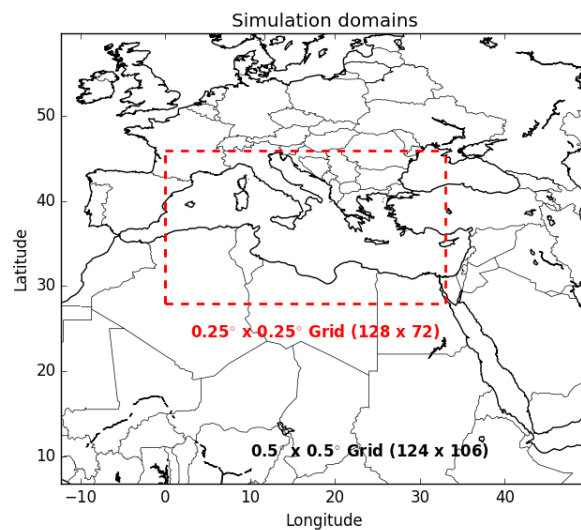 Simulation domains
Latitude
50
40
30
20
10
0.25° x 0.25° Grid (128 x 72)
0.5° x 0.5° Grid (124 x 106)
−10 0 10 20 30 40
Longitude